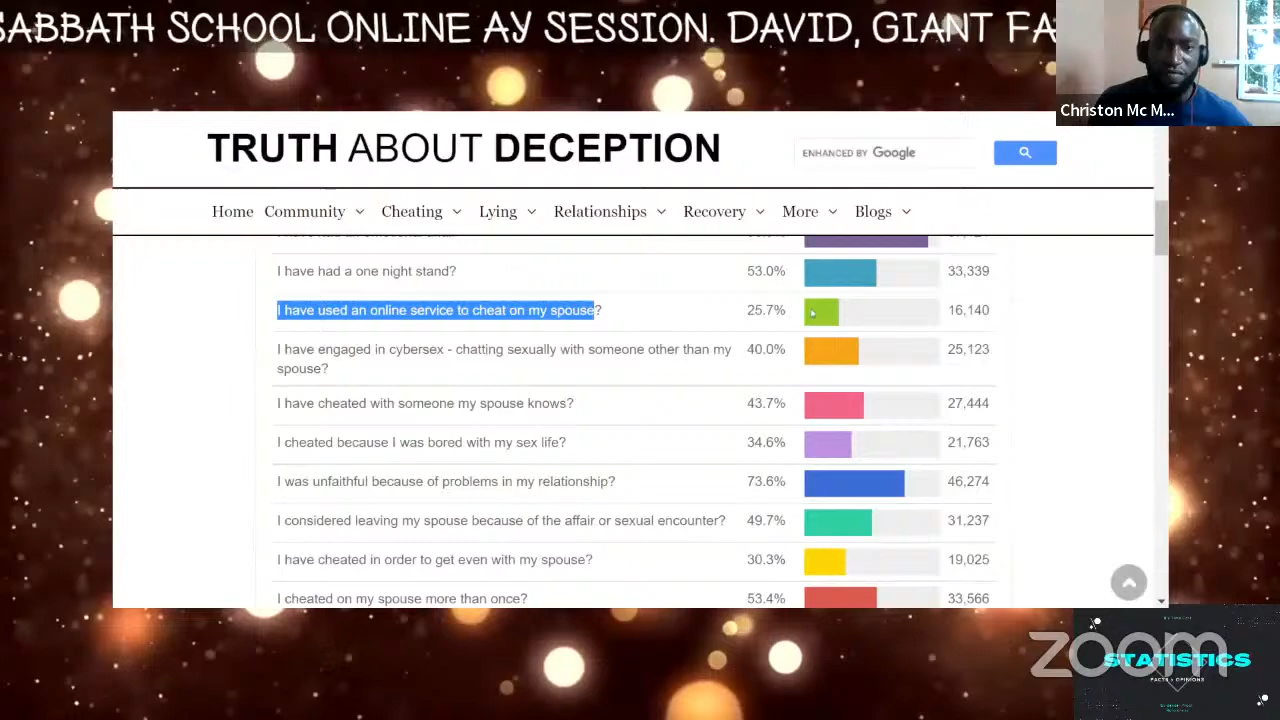 SABBATH SCHOOL ONLINE AY SESSION. DAVID, GIANT FA
Christon Mc M...
TRUTH ABOUT DECEPTION
ENHANCED BY Google
Home Community Cheating Lying Relationships Recovery More Blogs
I have had a one night stand? 53.0% 33,339
I have used an online service to cheat on my spouse? 25.7% 16,140
I have engaged in cybersex - chatting sexually with someone other than my 40.0% 25,123
spouse?
I have cheated with someone my spouse knows? 43.7% 27,444
I cheated because I was bored with my sex life? 34.6% 21,763
I was unfaithful because of problems in my relationship? 73.6% 46,274
I considered leaving my spouse because of the affair or sexual encounter? 49.7% 31,237
I have cheated in order to get even with my spouse? 30.3% 19,025
I cheated on my spouse more than once? 53.4% 33,566
zoom
STATISTICS
FACTS & OPINIONS